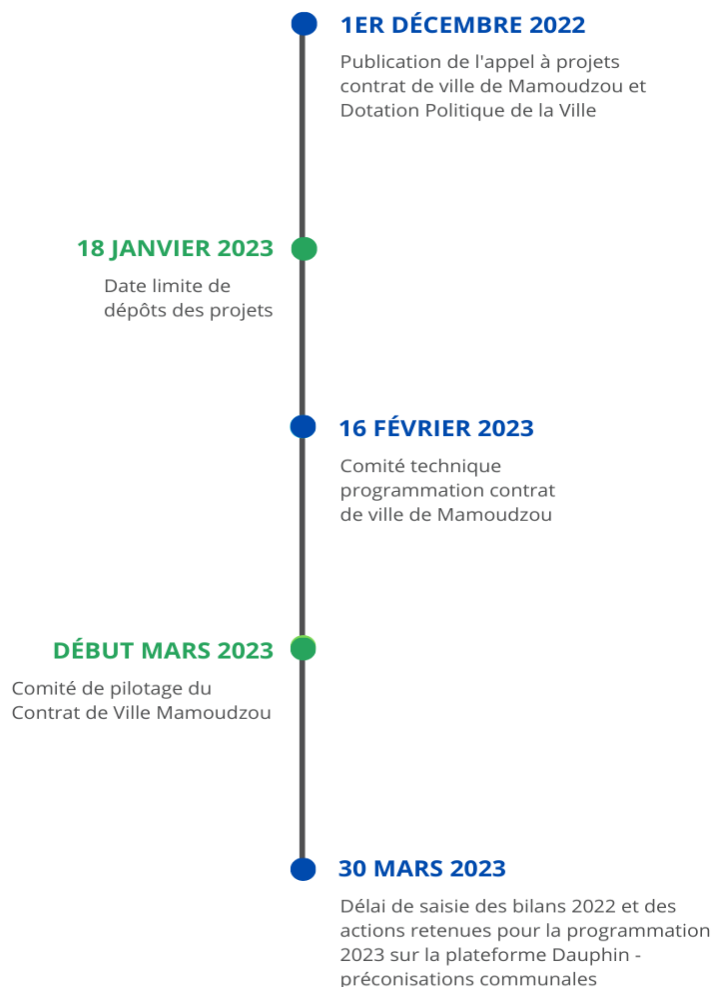 1ER DÉCEMBRE 2022
Publication de l'appel à projets
contrat de ville de Mamoudzou et
Dotation Politique de la Ville
18 JANVIER 2023
Date limite de
dépôts des projets
16 FÉVRIER 2023
Comité technique
programmation contrat
de ville de Mamoudzou
DÉBUT MARS 2023
Comité de pilotage du
Contrat de Ville Mamoudzou
30 MARS 2023
Délai de saisie des bilans 2022 et des
actions retenues pour la programmation
2023 sur la plateforme Dauphin -
préconisations communales